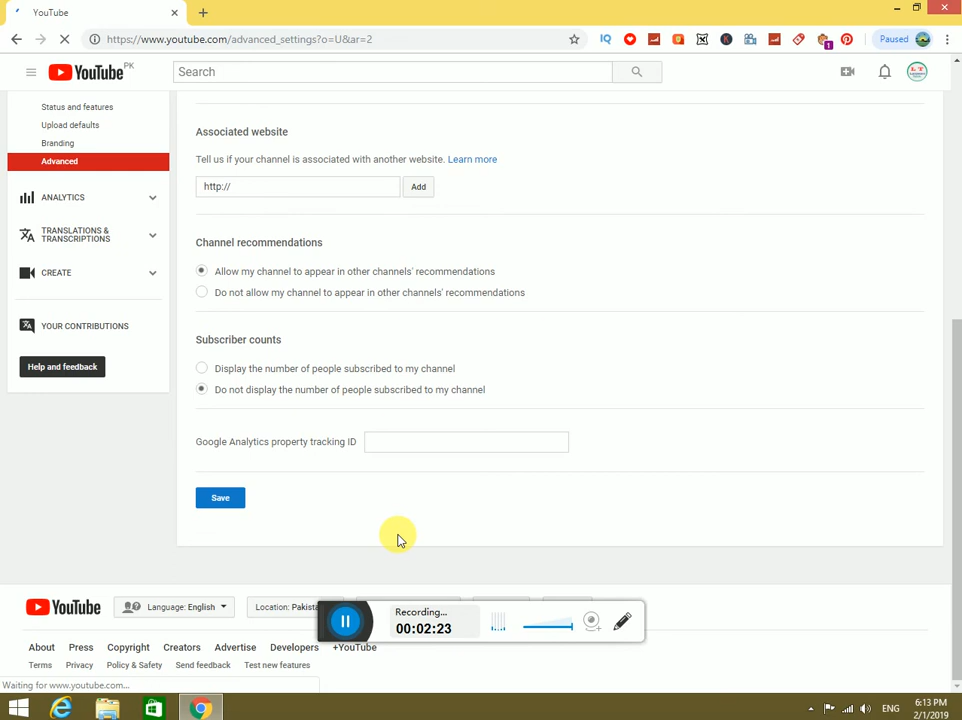 YouTube
https://www.youtube.com/advanced_settings?o=U&ar=2
IQ
K
1
Paused
YouTube PK
Search
Status and features
Upload defaults
Branding
Advanced
ANALYTICS
TRANSLATIONS &
TRANSCRIPTIONS
CREATE
YOUR CONTRIBUTIONS
Help and feedback
Associated website
Tell us if your channel is associated with another website. Learn more
http://
Add
Channel recommendations
Allow my channel to appear in other channels' recommendations
Do not allow my channel to appear in other channels' recommendations
Subscriber counts
Display the number of people subscribed to my channel
Do not display the number of people subscribed to my channel
Google Analytics property tracking ID
Save
YouTube
Language: English
Location: Pakista
Recording...
00:02:23
About Press Copyright Creators Advertise Developers +YouTube
Terms Privacy Policy & Safety Send feedback Test new features
Waiting for www.youtube.com...
ENG
6:13 PM
2/1/2019